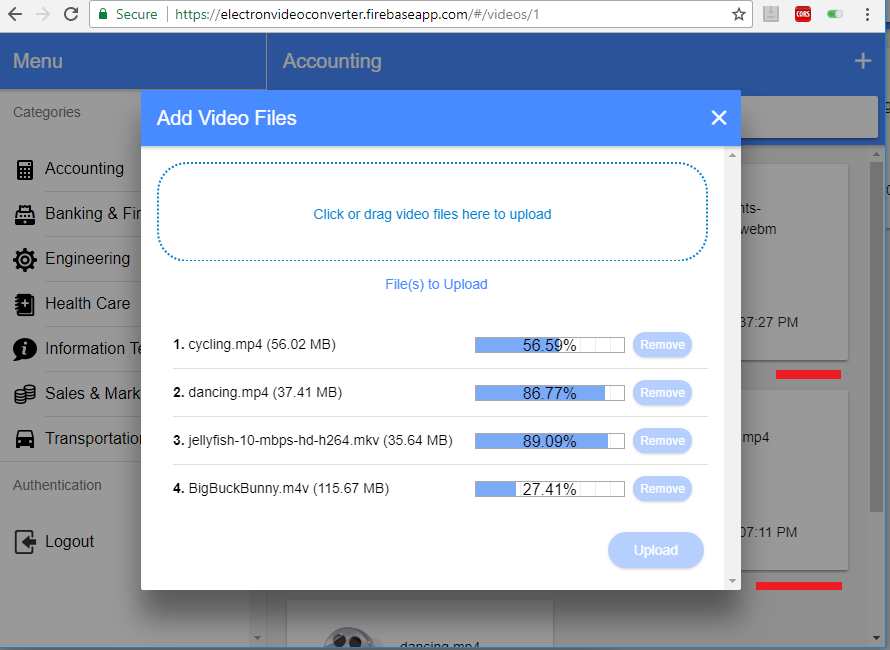 Secure https://electronvideoconverter.firebaseapp.com/#/videos/1
CORS
Menu
Accounting
Categories
Accounting
Banking & Fi
Engineering
Health Care
Information Te
Sales & Mark
Transportation
Authentication
Logout
Add Video Files
Click or drag video files here to upload
File(s) to Upload
1. cycling.mp4 (56.02 MB) 56.59% Remove
2. dancing.mp4 (37.41 MB) 86.77% Remove
3. jellyfish-10-mbps-hd-h264.mkv (35.64 MB) 89.09% Remove
4. BigBuckBunny.m4v (115.67 MB) 27.41% Remove
Upload
nts-
webm
37:27 PM
mp4
07:11 PM
dancing.mp4